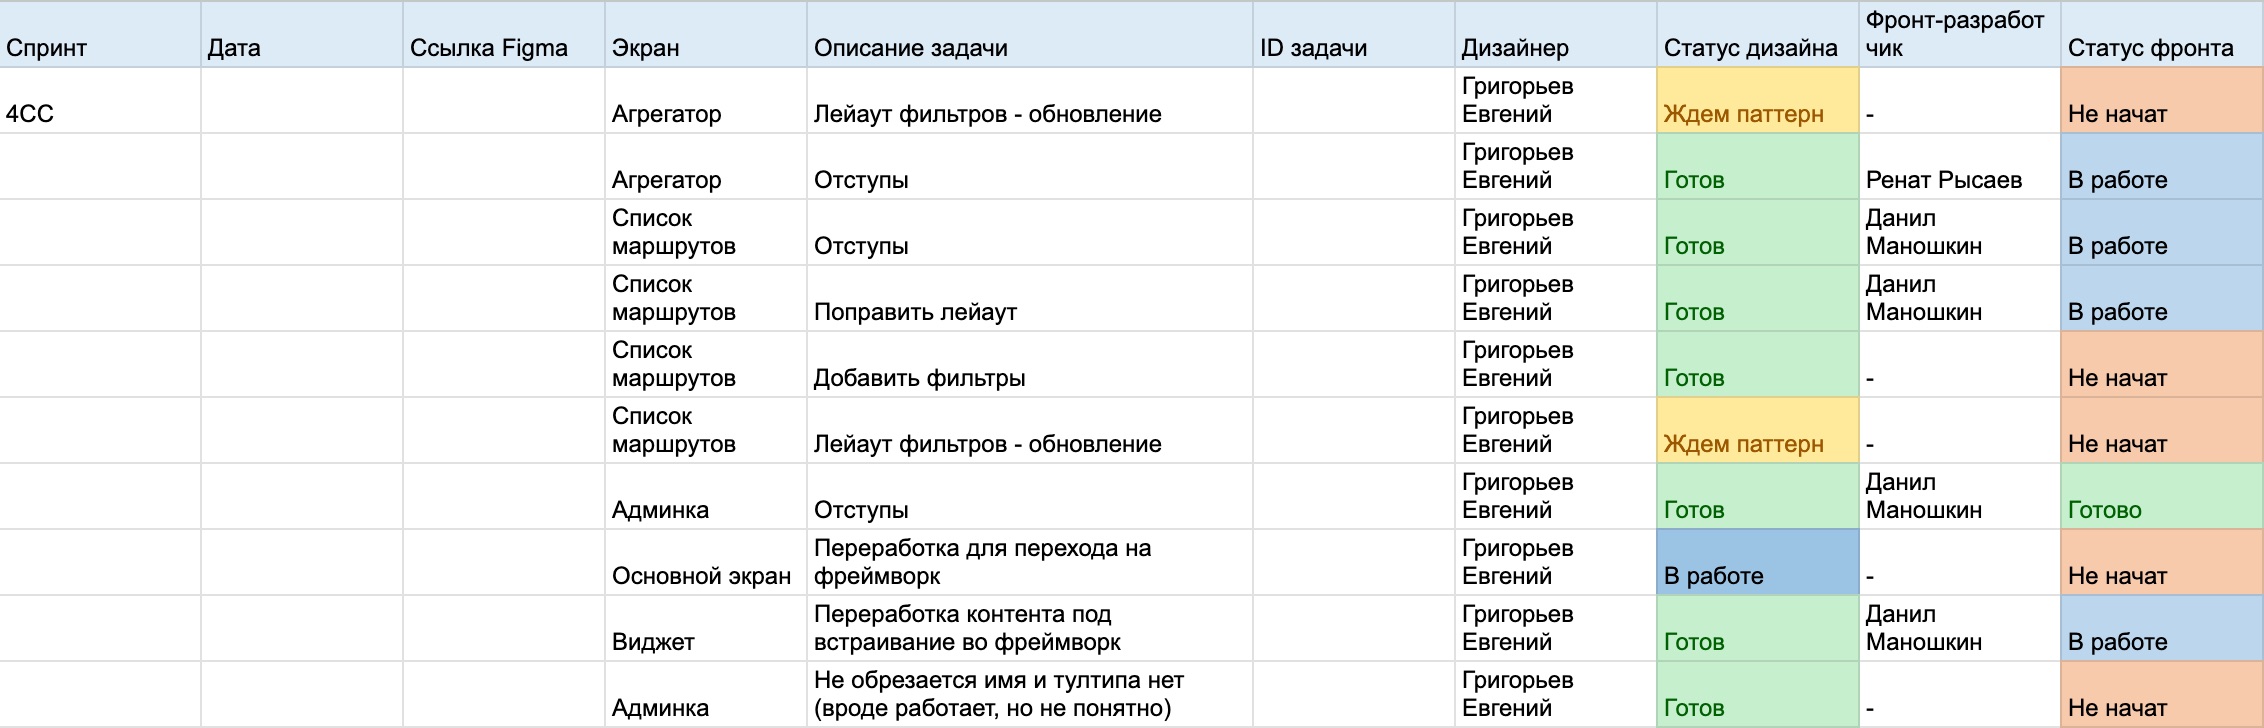 Спринт
Дата
Ссылка Figma
Экран
Описание задачи
ID задачи
Дизайнер
Статус дизайна
Фронт-разработ
чик
Статус фронта
4СС
Агрегатор
Лейаут фильтров - обновление
Григорьев
Евгений
Ждем паттерн
-
Не начат
Агрегатор
Отступы
Григорьев
Евгений
Готов
Ренат Рысаев
В работе
Список
маршрутов
Отступы
Григорьев
Евгений
Готов
Данил
Маношкин
В работе
Список
маршрутов
Поправить лейаут
Григорьев
Евгений
Готов
Данил
Маношкин
В работе
Список
маршрутов
Добавить фильтры
Григорьев
Евгений
Готов
-
Не начат
Список
маршрутов
Лейаут фильтров - обновление
Григорьев
Евгений
Ждем паттерн
-
Не начат
Админка
Отступы
Григорьев
Евгений
Готов
Данил
Маношкин
Готово
Основной экран
Переработка для перехода на
фреймворк
Григорьев
Евгений
В работе
-
Не начат
Виджет
Переработка контента под
встраивание во фреймворк
Григорьев
Евгений
Готов
Данил
Маношкин
В работе
Админка
Не обрезается имя и тултипа нет
(вроде работает, но не понятно)
Григорьев
Евгений
Готов
-
Не начат